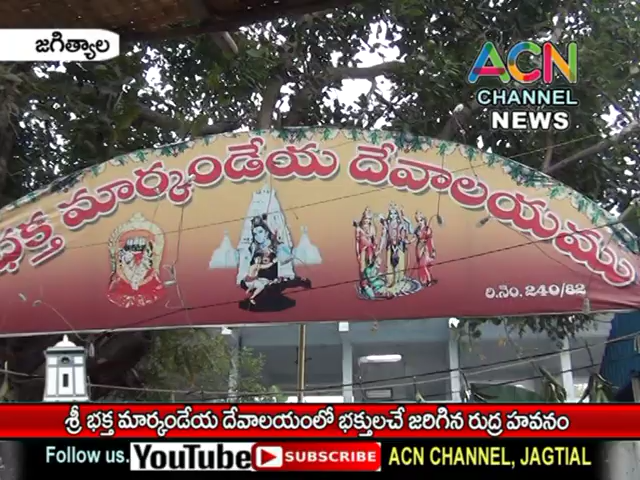 జగిత్యాల
ACN
CHANNEL
NEWS
భక్త మార్కండేయ దేవాలయము
రి.నెం. 240/82
శ్రీ భక్త మార్కండేయ దేవాలయంలో భక్తులచే జరిగిన రుద్ర హవనం
Follow us. YouTube SUBSCRIBE ACN CHANNEL, JAGTIAL